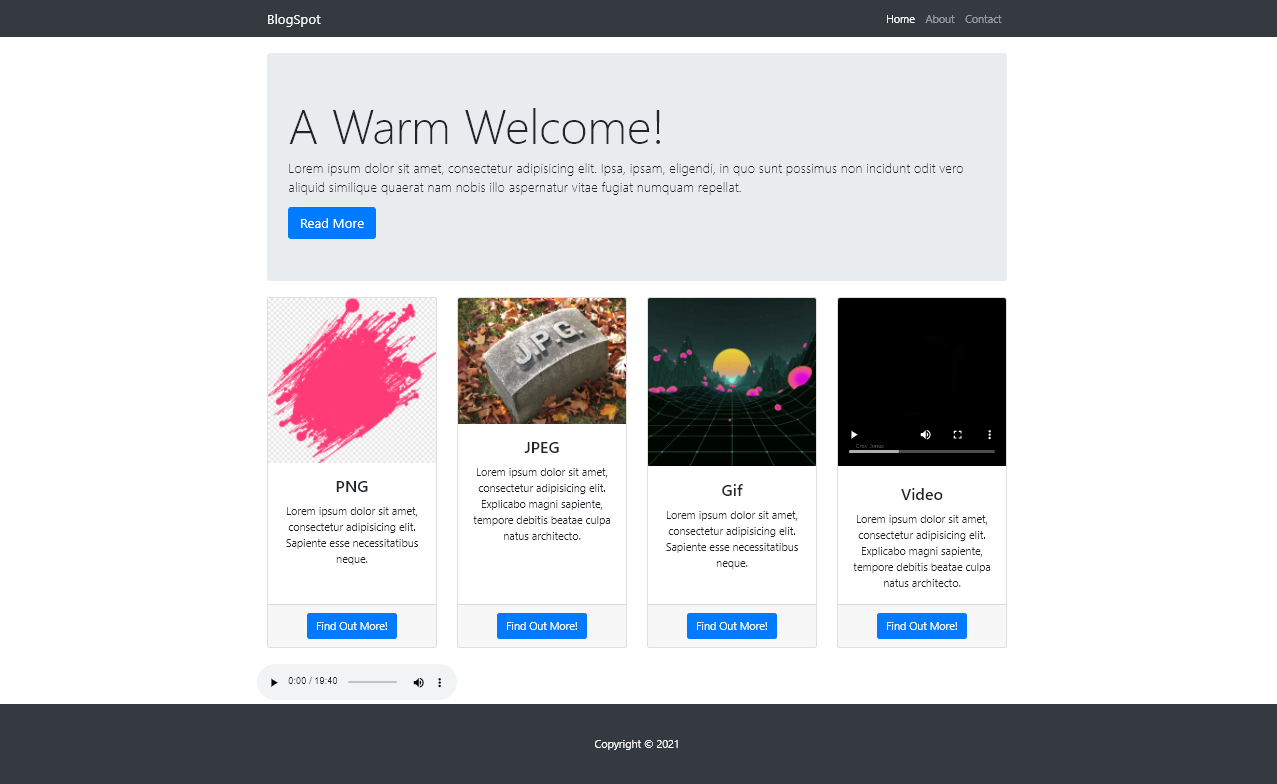 BlogSpot
Home About Contact
A Warm Welcome!
Lorem ipsum dolor sit amet, consectetur adipisicing elit. Ipsa, ipsam, eligendi, in quo sunt possimus non incidunt odit vero
aliquid similique quaerat nam nobis illo aspernatur vitae fugiat numquam repellat.
Read More
PNG
Lorem ipsum dolor sit amet,
consectetur adipisicing elit.
Sapiente esse necessitatibus
neque.
Find Out More!
J.P.G.
JPEG
Lorem ipsum dolor sit amet,
consectetur adipisicing elit.
Explicabo magni sapiente,
tempore debitis beatae culpa
natus architecto.
Find Out More!
Gif
Lorem ipsum dolor sit amet,
consectetur adipisicing elit.
Sapiente esse necessitatibus
neque.
Find Out More!
Video
Lorem ipsum dolor sit amet,
consectetur adipisicing elit.
Explicabo magni sapiente,
tempore debitis beatae culpa
natus architecto.
Find Out More!
0:00 / 19:40
Copyright © 2021